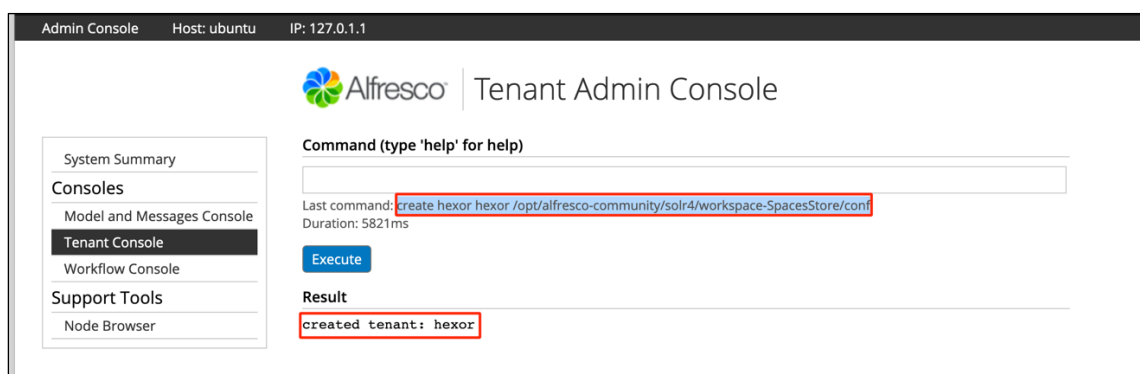 Admin Console Host: ubuntu IP: 127.0.1.1
Alfresco Tenant Admin Console
System Summary
Consoles
Model and Messages Console
Tenant Console
Workflow Console
Support Tools
Node Browser
Command (type 'help' for help)
Last command: create hexor hexor /opt/alfresco-community/solr4/workspace-SpacesStore/conf
Duration: 5821ms
Execute
Result
created tenant: hexor